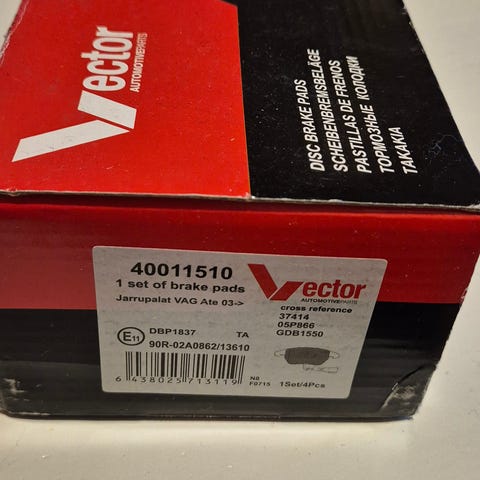 Vector
AUTOMOTIVEPARTS
DISC BRAKE PADS
SCHEIBENBREMSBELÄGE
PASTILLAS DE FRENOS
ТОРМОЗНЫЕ КОЛОДКИ
TAKAKIA
40011510
1 set of brake pads
Jarrupalat VAG Ate 03->
Vector
AUTOMOTIVEPARTS
cross reference
37414
05P866
GDB1550
E11
DBP1837 TA
90R-02A0862/13610
6 438025 713119
N8
F0715
1Set/4Pcs